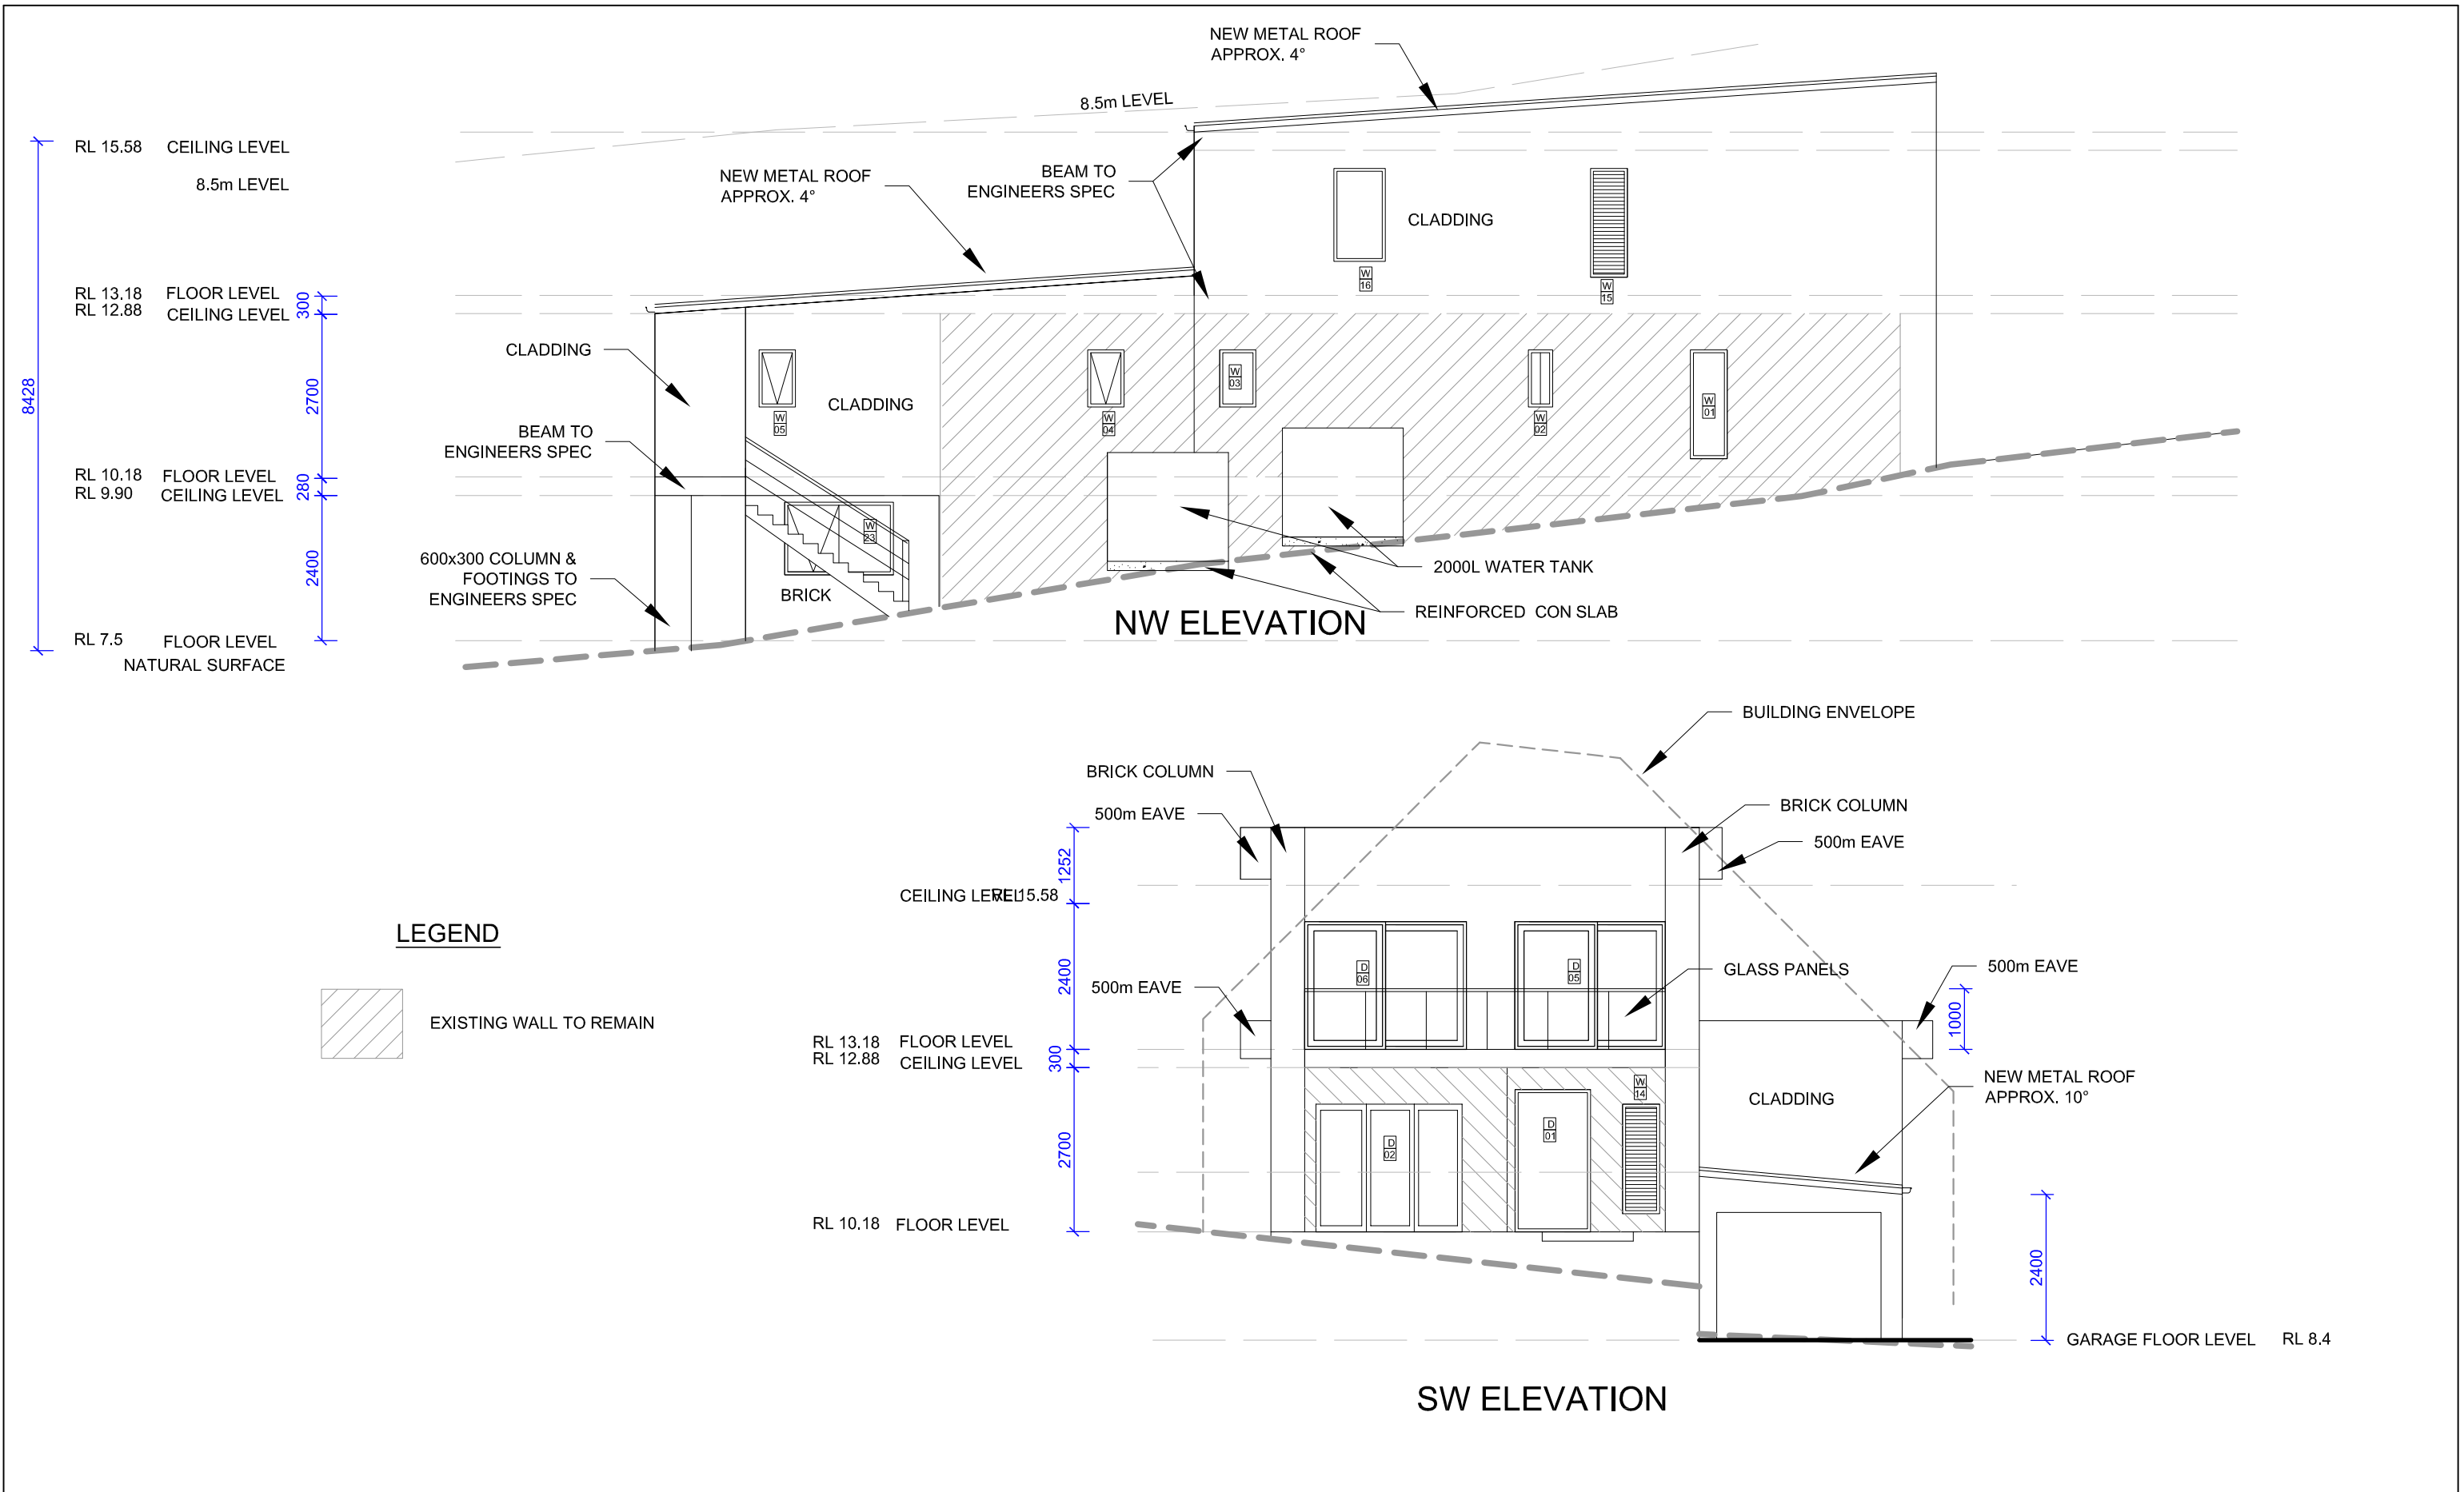 NEW METAL ROOF
APPROX. 4°
8.5m LEVEL
RL 15.58 CEILING LEVEL
8.5m LEVEL
NEW METAL ROOF
APPROX. 4°
BEAM TO
ENGINEERS SPEC
CLADDING
W
16
W
15
RL 13.18 FLOOR LEVEL
RL 12.88 CEILING LEVEL
300
CLADDING
8428
2700
CLADDING
W
05
W
04
W
03
W
02
W
01
BEAM TO
ENGINEERS SPEC
RL 10.18 FLOOR LEVEL
RL 9.90 CEILING LEVEL
280
W
23
600x300 COLUMN &
FOOTINGS TO
ENGINEERS SPEC
2400
BRICK
2000L WATER TANK
REINFORCED CON SLAB
NW ELEVATION
RL 7.5 FLOOR LEVEL
NATURAL SURFACE
BUILDING ENVELOPE
BRICK COLUMN
500m EAVE
BRICK COLUMN
500m EAVE
1252
CEILING LEVEL RL 15.58
LEGEND
EXISTING WALL TO REMAIN
2400
D
06
D
05
GLASS PANELS
500m EAVE
500m EAVE
1000
RL 13.18 FLOOR LEVEL
RL 12.88 CEILING LEVEL
300
W
14
NEW METAL ROOF
APPROX. 10°
CLADDING
2700
D
02
D
01
RL 10.18 FLOOR LEVEL
2400
GARAGE FLOOR LEVEL RL 8.4
SW ELEVATION